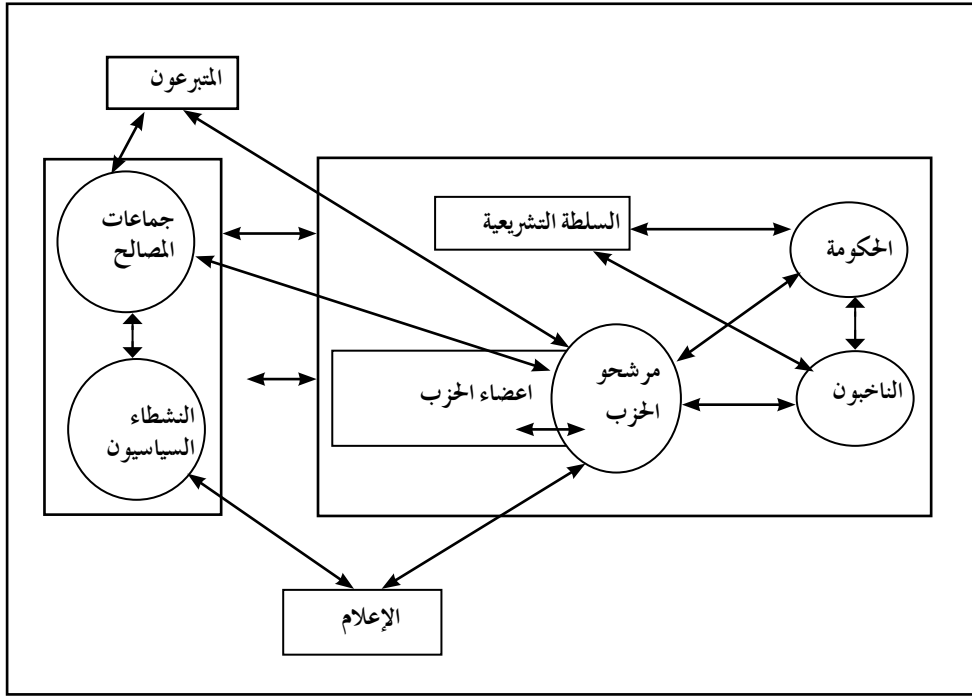 المتبرعون
جماعات
المصالح
السلطة التشريعية
الحكومة
مرشحو
الحزب
اعضاء الحزب
الناخبون
النشطاء
السياسيون
الإعلام